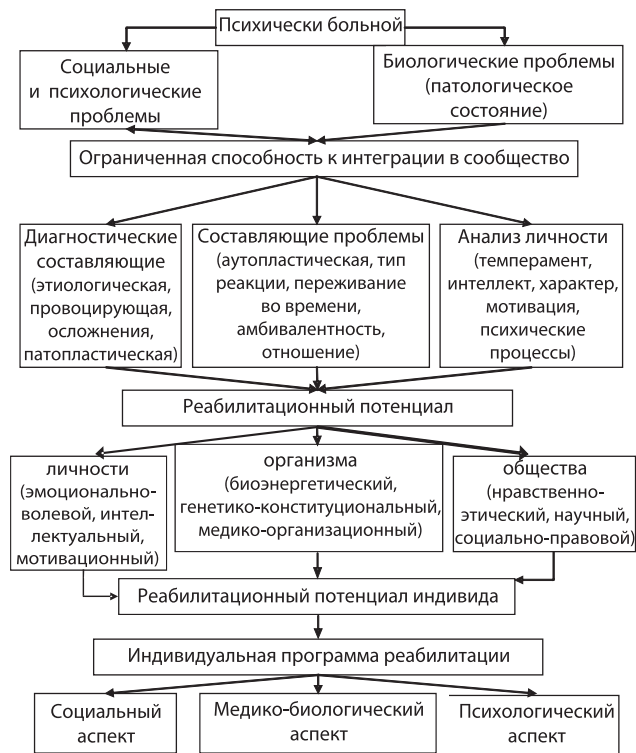 Психически больной
Социальные
и психологические
проблемы
Биологические проблемы
(патологическое
состояние)
Ограниченная способность к интеграции в сообщество
Диагностические
составляющие
(этиологическая,
провоцирующая,
осложнения,
патопластическая)
Составляющие проблемы
(аутопластическая, тип
реакции, переживание
во времени,
амбивалентность,
отношение)
Анализ личности
(темперамент,
интеллект, характер,
мотивация,
психические
процессы)
Реабилитационный потенциал
личности
(эмоционально-
волевой, интел-
лектуальный,
мотивационный)
организма
(биоэнергетический,
генетико-конституциональный,
медико-организационный)
общества
(нравственно-
этический, научный,
социально-правовой)
Реабилитационный потенциал индивида
Индивидуальная программа реабилитации
Социальный
аспект
Медико-биологический
аспект
Психологический
аспект